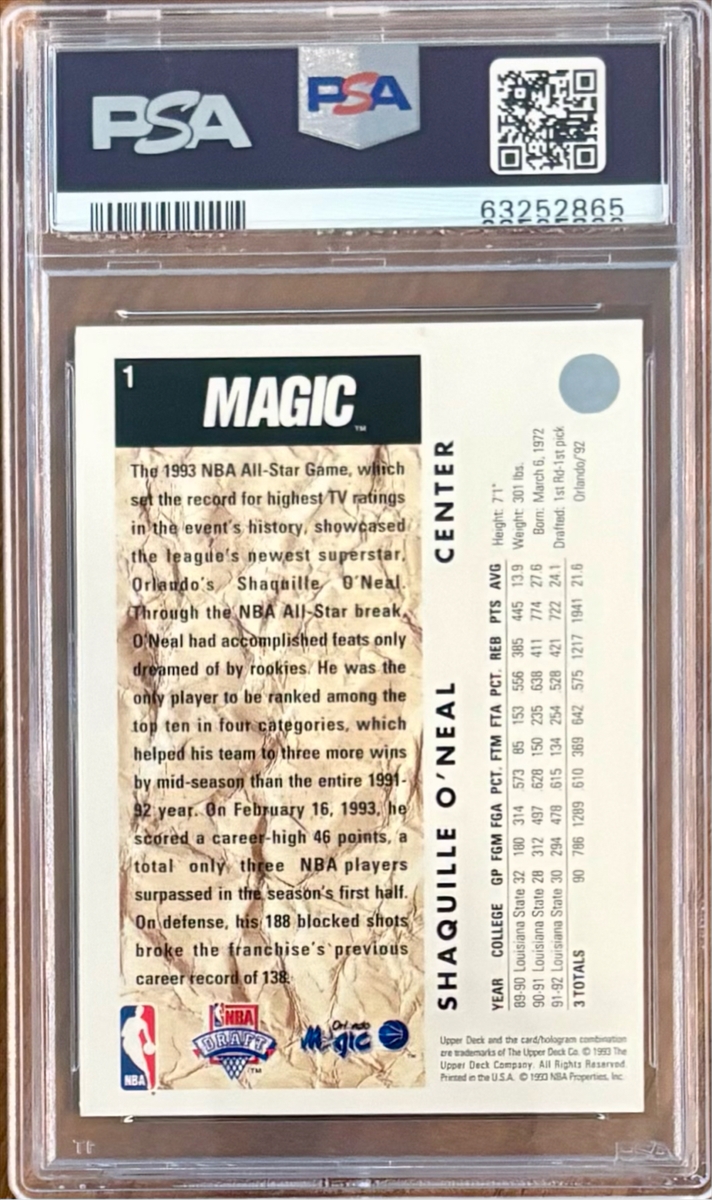 PSA
PSA
63252865
1
MAGIC
TM
The 1993 NBA All-Star Game, which
set the record for highest TV ratings
in the event's history, showcased
the league's newest superstar,
Orlando's Shaquille O'Neal.
Through the NBA All-Star break,
O'Neal had accomplished feats only
dreamed of by rookies. He was the
only player to be ranked among the
top ten in four categories, which
helped his team to three more wins
by mid-season than the entire 1991-
92 year. On February 16, 1993, he
scored a career-high 46 points, a
total only three NBA players
surpassed in the season's first half.
On defense, his 188 blocked shots
broke the franchise's previous
career record of 138.
NBA
NBA
DRAFT
TM
Orlando
Magic
SHAQUILLE O'NEAL CENTER
Height: 7'1"
Weight: 301 lbs.
Born: March 6, 1972
Drafted: 1st Rd-1st pick
Orlando/'92
YEAR COLLEGE GP FGM FGA PCT. FTM FTA PCT. REB PTS AVG
89-90 Louisiana State 32 180 314 .573 85 153 .556 385 445 13.9
90-91 Louisiana State 28 312 497 .628 150 235 .638 411 774 27.6
91-92 Louisiana State 30 294 478 .615 134 254 .528 421 722 24.1
3 TOTALS 90 786 1289 .610 369 642 .575 1217 1941 21.6
Upper Deck and the card/hologram combination
are trademarks of The Upper Deck Co. © 1993 The
Upper Deck Company. All Rights Reserved.
Printed in the U.S.A. © 1993 NBA Properties, Inc.
PSA